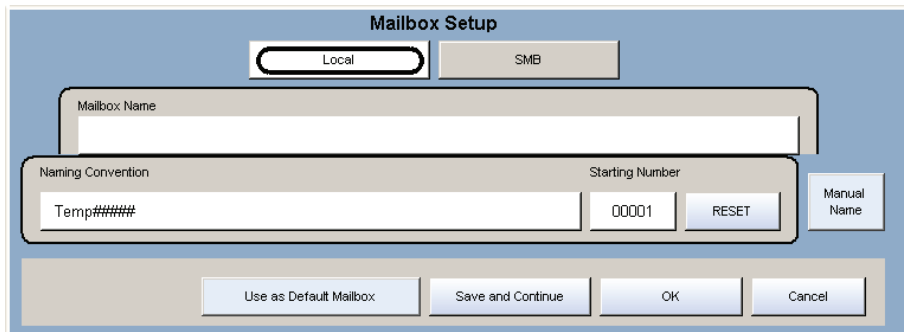 Mailbox Setup
Local SMB
Mailbox Name
Naming Convention Starting Number
Temp##### 00001 RESET Manual Name
Use as Default Mailbox Save and Continue OK Cancel